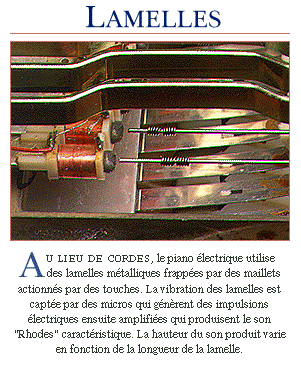 LAMELLES
AU LIEU DE CORDES, le piano électrique utilise
des lamelles métalliques frappées par des maillets
actionnés par des touches. La vibration des lamelles est
captée par des micros qui génèrent des impulsions
électriques ensuite amplifiées qui produisent le son
"Rhodes" caractéristique. La hauteur du son produit varie
en fonction de la longueur de la lamelle.